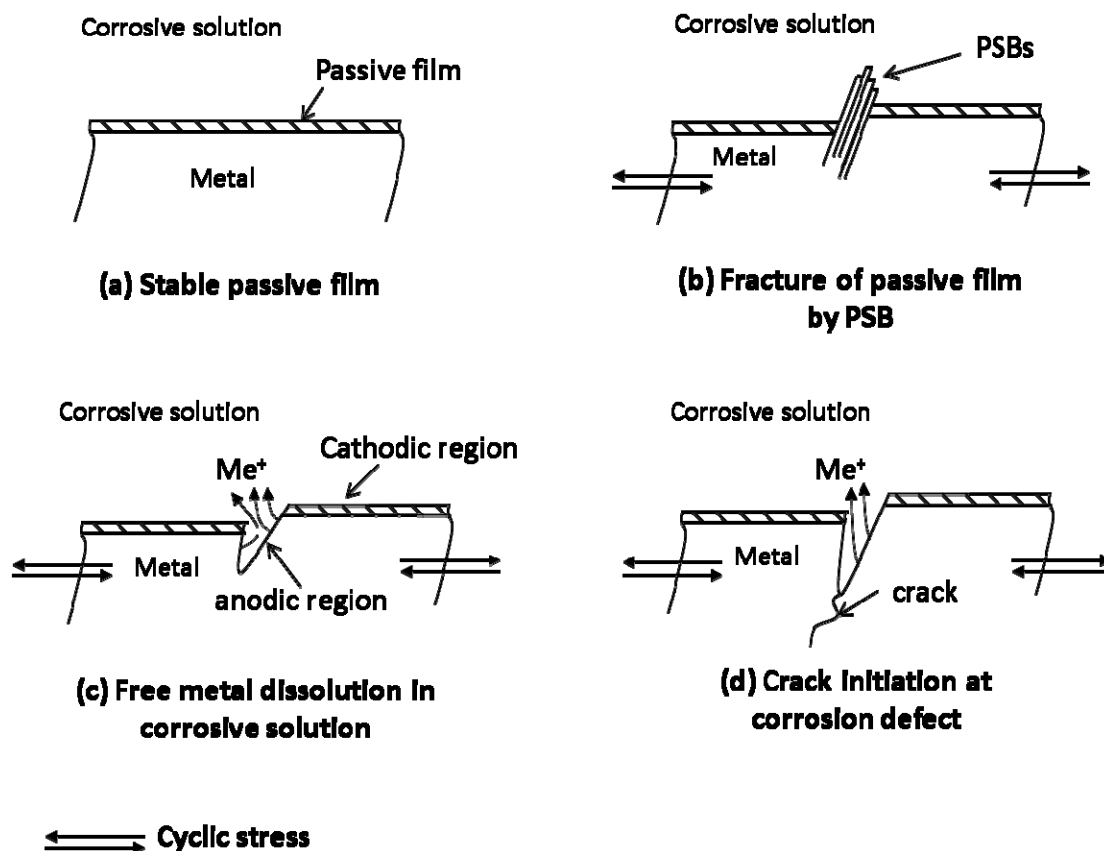 Corrosive solution
Passive film
Metal
(a) Stable passive film
Corrosive solution
PSBs
Metal
(b) Fracture of passive film
by PSB
Corrosive solution
Cathodic region
Me+
Metal
anodic region
(c) Free metal dissolution in
corrosive solution
Corrosive solution
Me+
Metal
crack
(d) Crack initiation at
corrosion defect
Cyclic stress